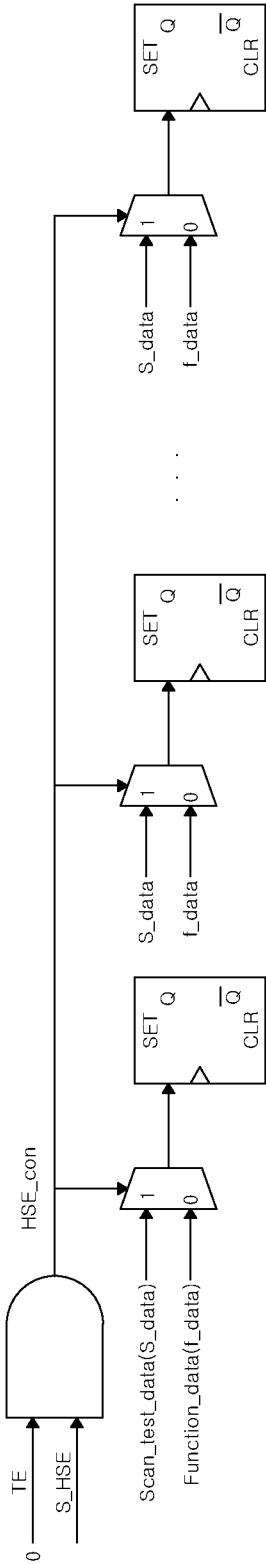 TE
0
S_HSE
HSE_con
Scan_test_data(S_data)
Function_data(f_data)
1
0
SET
Q
Q
CLR
S_data
f_data
1
0
SET
Q
Q
CLR
. . .
S_data
f_data
1
0
SET
Q
Q
CLR